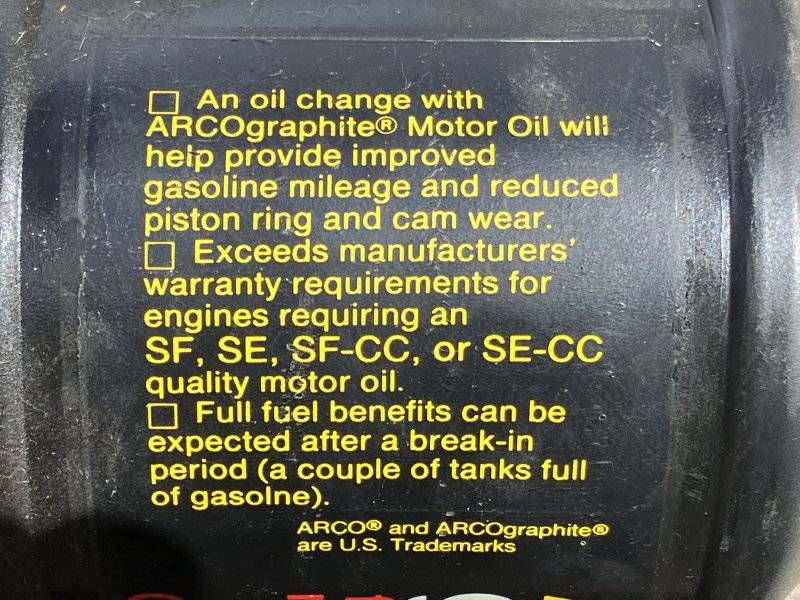 ☐ An oil change with
ARCOgraphite® Motor Oil will
help provide improved
gasoline mileage and reduced
piston ring and cam wear.
☐ Exceeds manufacturers'
warranty requirements for
engines requiring an
SF, SE, SF-CC, or SE-CC
quality motor oil.
☐ Full fuel benefits can be
expected after a break-in
period (a couple of tanks full
of gasolne).
ARCO® and ARCOgraphite®
are U.S. Trademarks